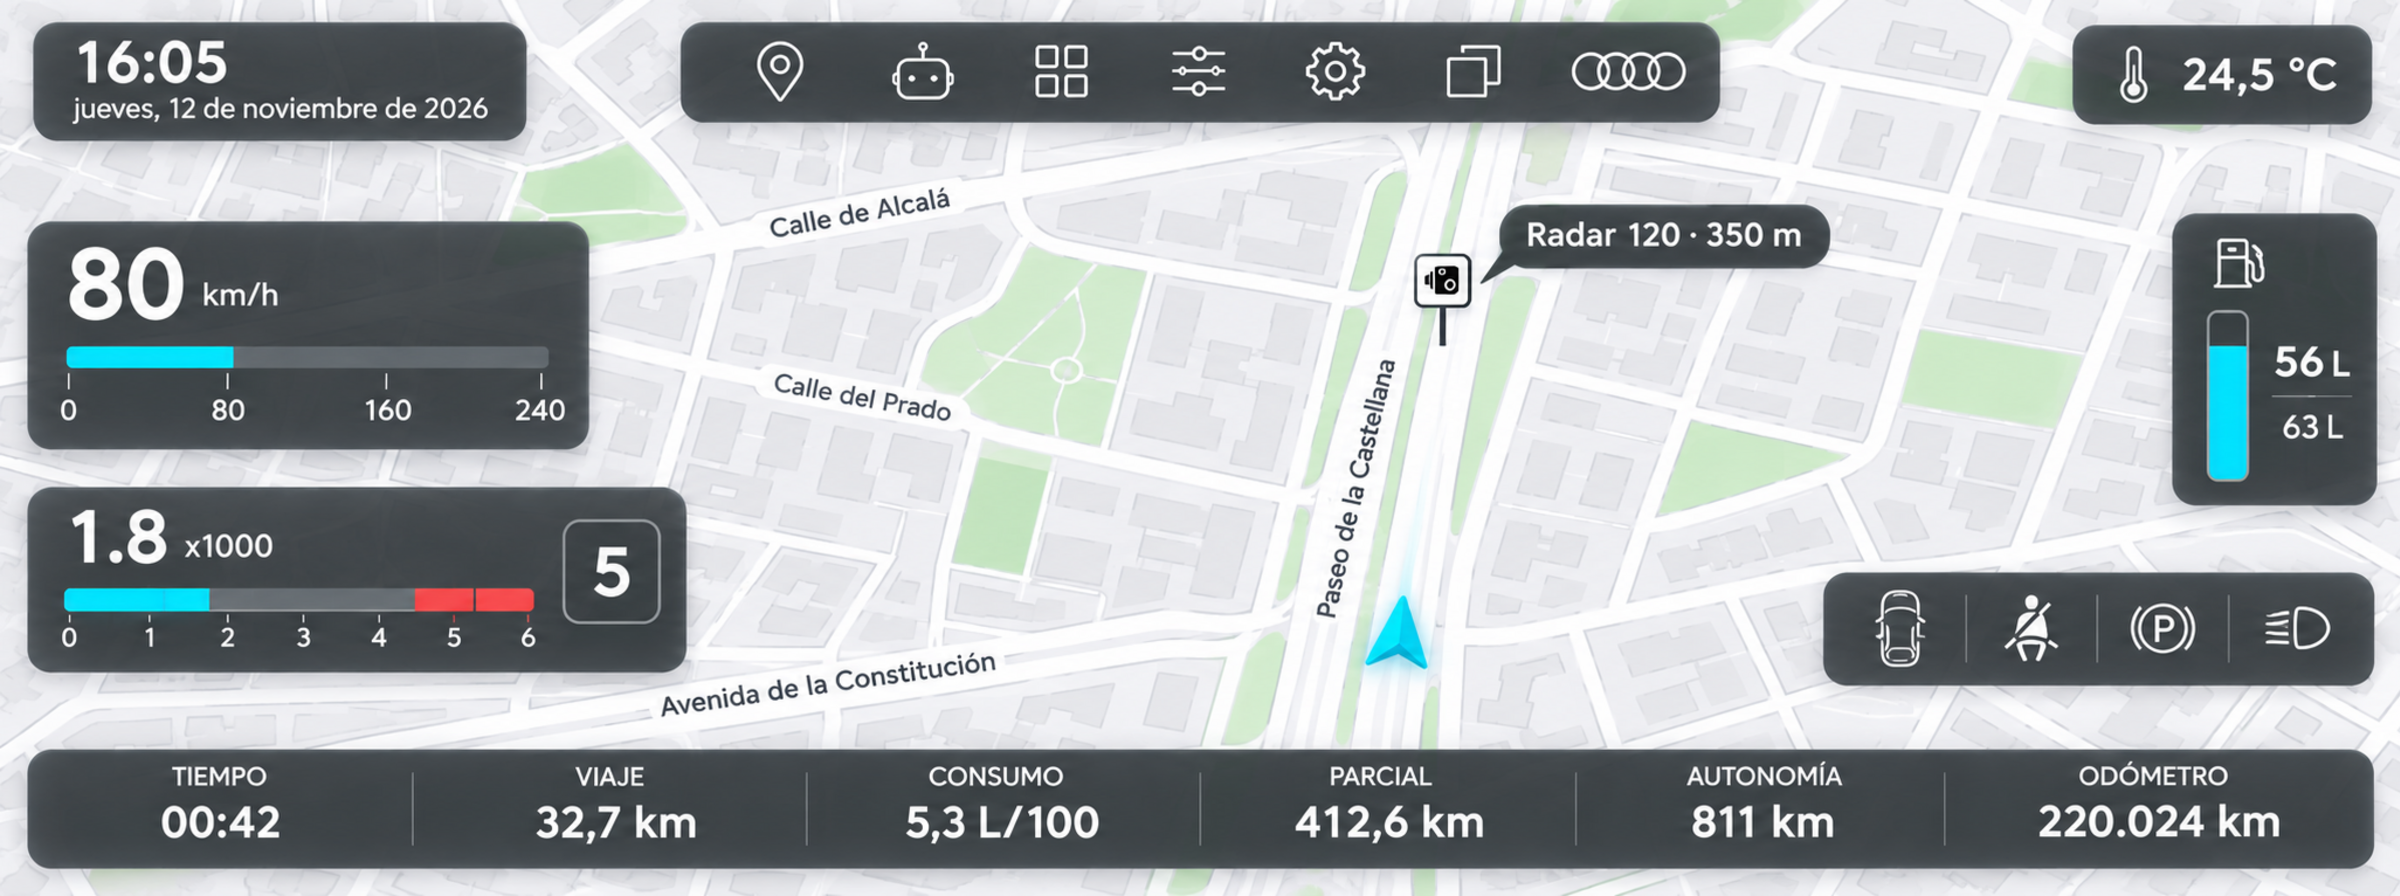 16:05
jueves, 12 de noviembre de 2026
24,5 °C
80 km/h
0 80 160 240
1.8 x1000
5
0 1 2 3 4 5 6
Calle de Alcalá
Calle del Prado
Avenida de la Constitución
Paseo de la Castellana
Radar 120 · 350 m
56 L
63 L
P
TIEMPO
00:42
VIAJE
32,7 km
CONSUMO
5,3 L/100
PARCIAL
412,6 km
AUTONOMÍA
811 km
ODÓMETRO
220.024 km